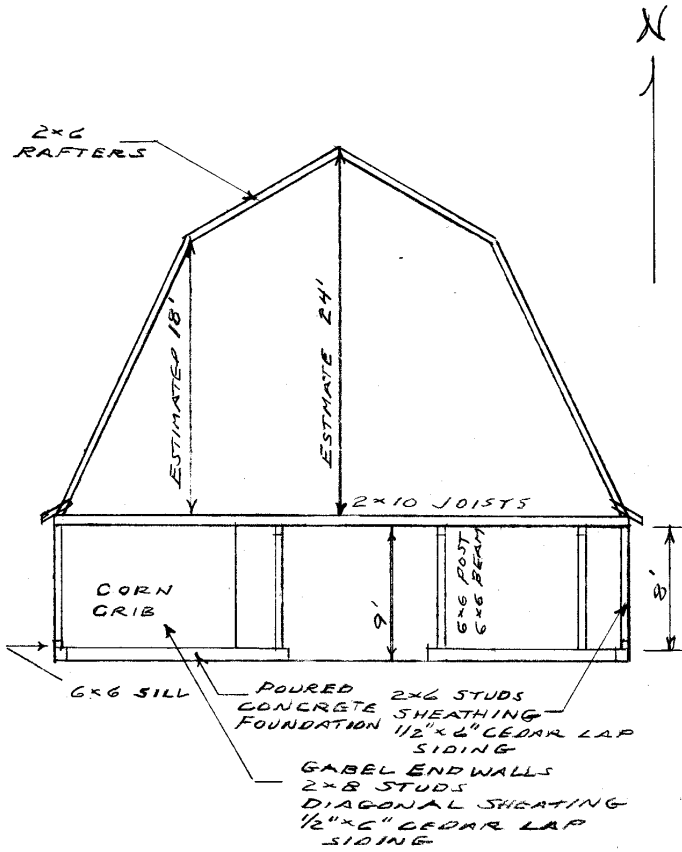 N
2×6
RAFTERS
ESTIMATED 18'
ESTMATE 24'
2×10 JOISTS
CORN
GRIB
9'
6×6 POST
6×6 BEAM
8'
6×6 SILL
POURED
CONCRETE
FOUNDATION
2×6 STUDS
SHEATHING
1/2"×6" CEDAR LAP
SIDING
GABEL END WALLS
2×8 STUDS
DIAGONAL SHEATING
1/2"×6" CEDAR LAP
SIDING